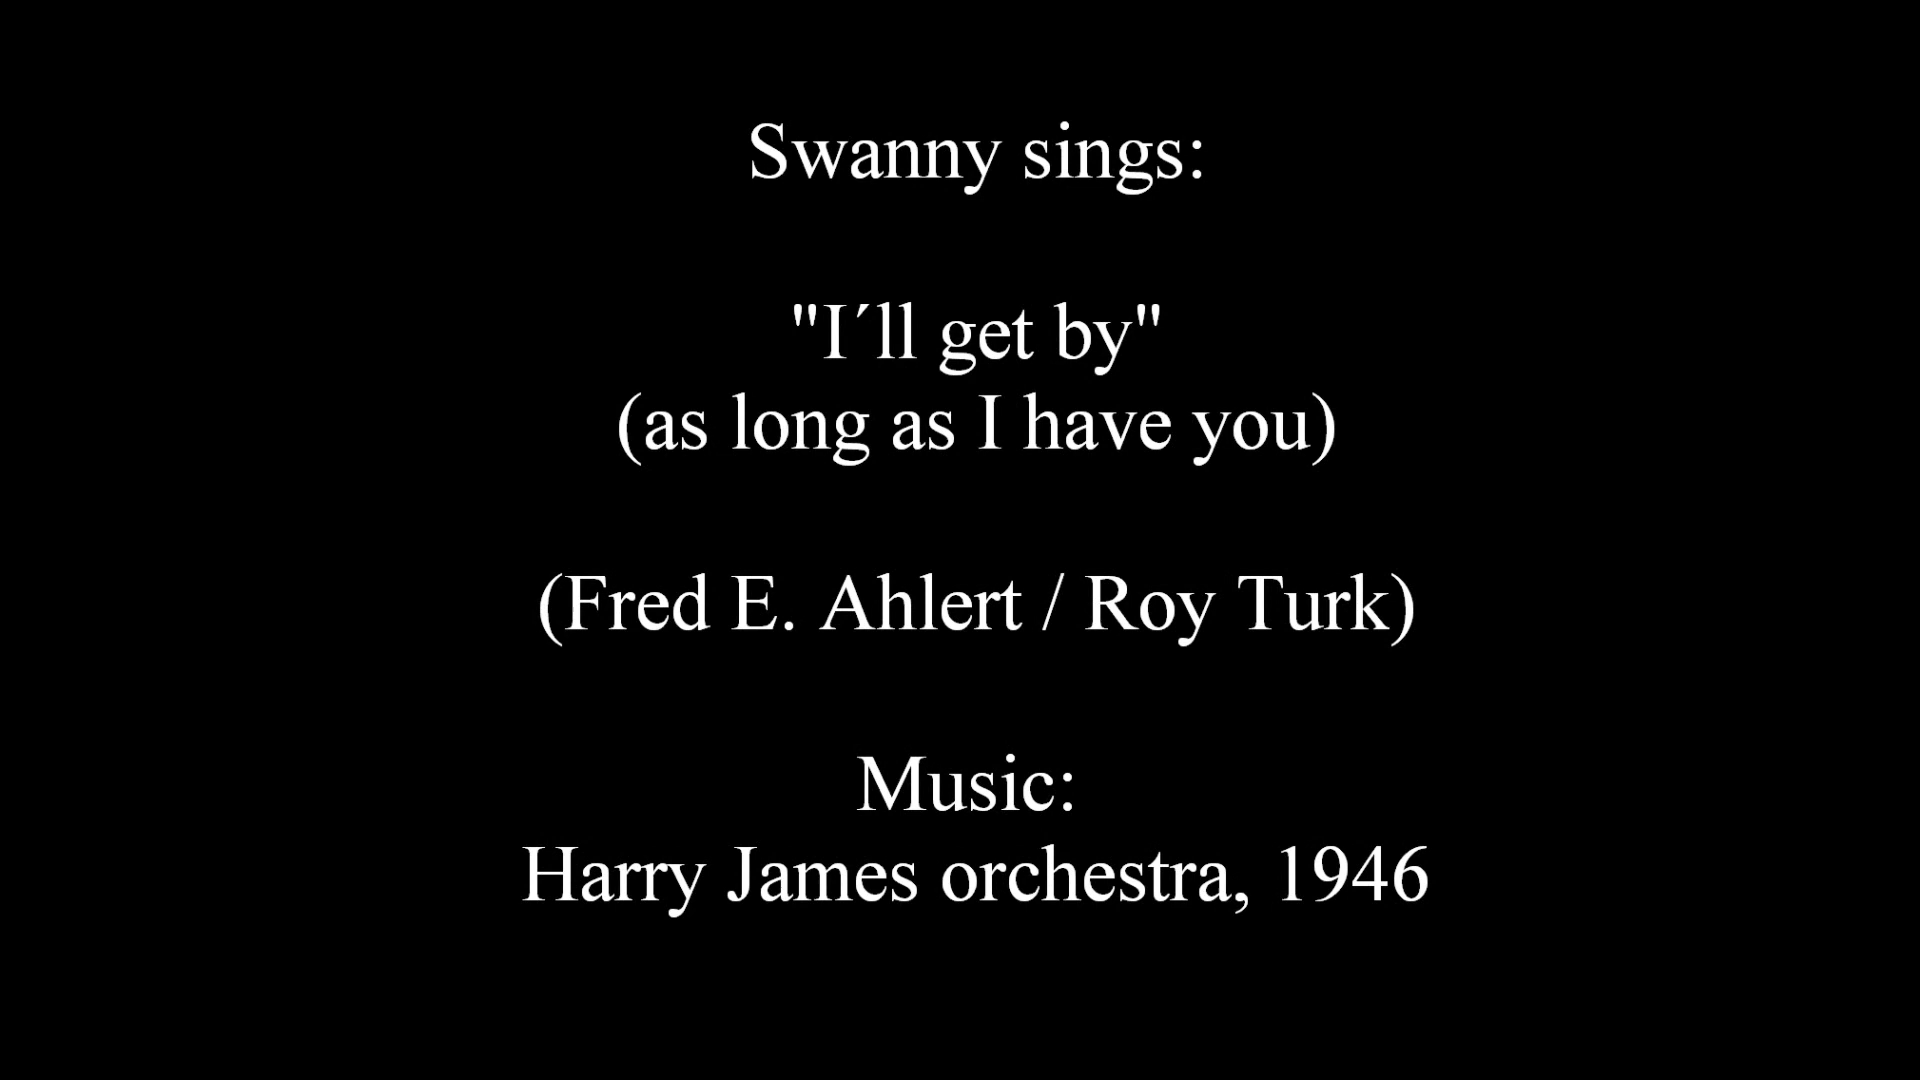 Swanny sings:
"I´ll get by"
(as long as I have you)
(Fred E. Ahlert / Roy Turk)
Music:
Harry James orchestra, 1946